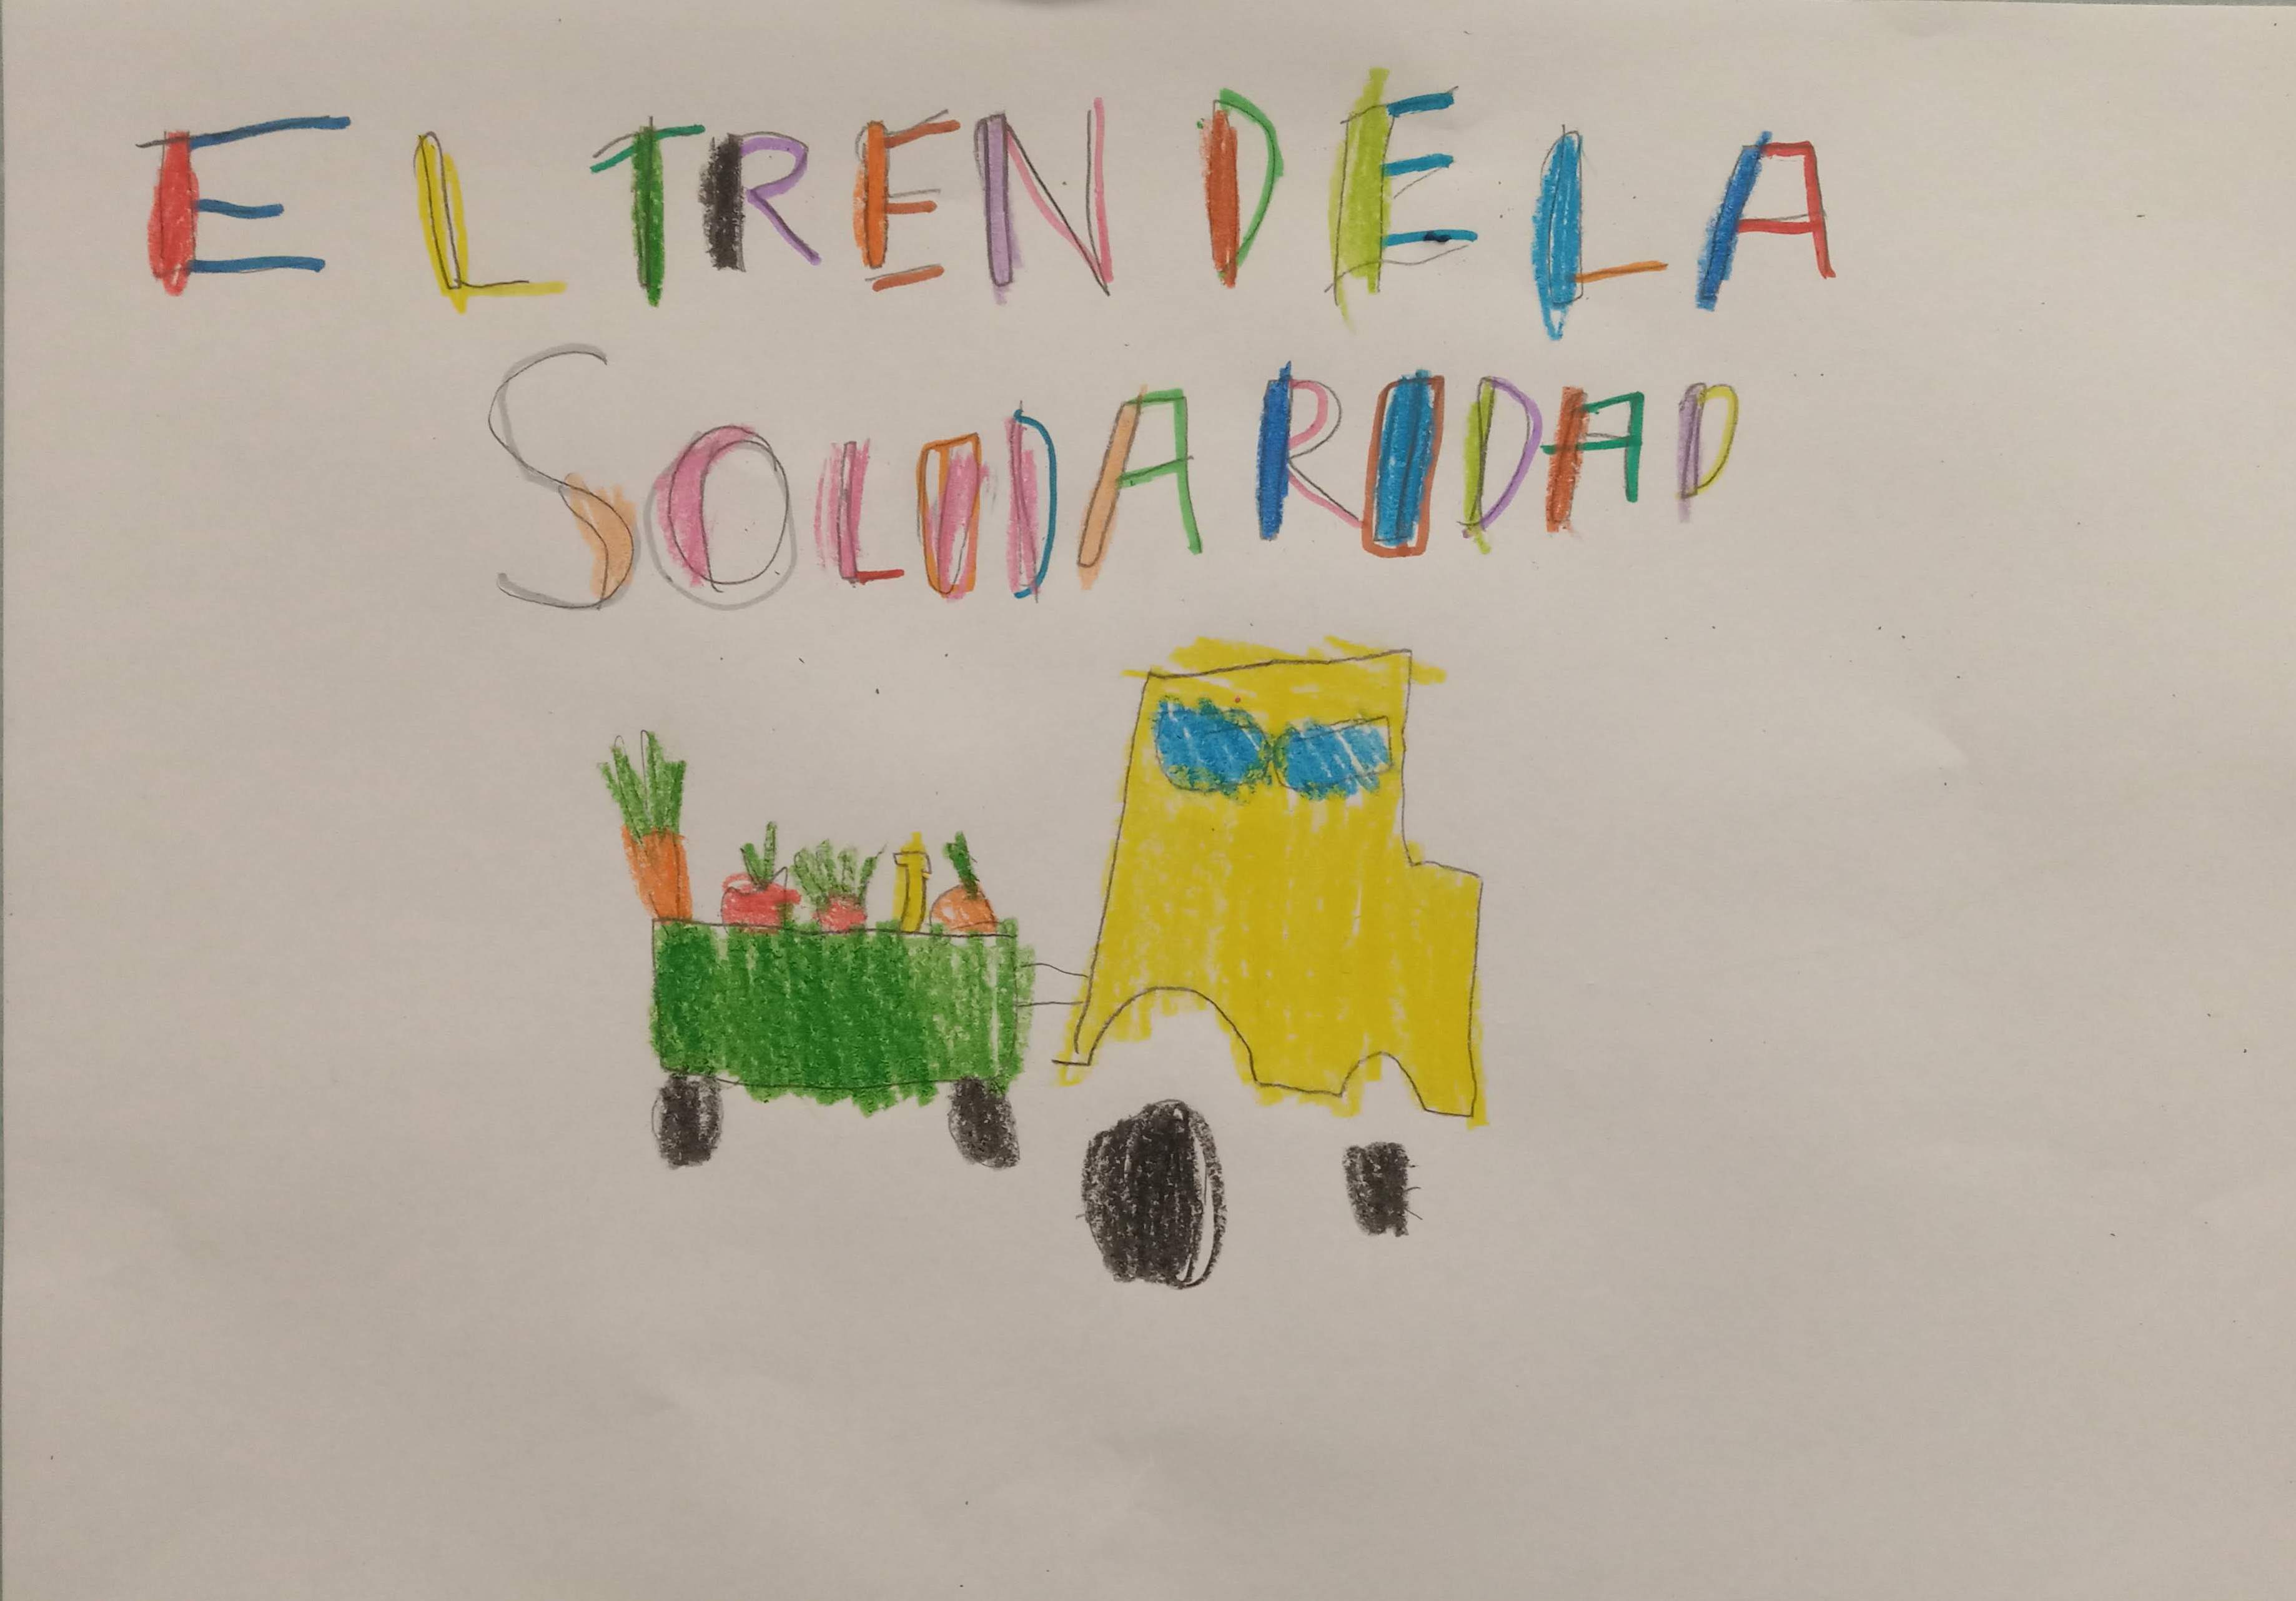 EL TREN DE LA
SOLIDARIDAD